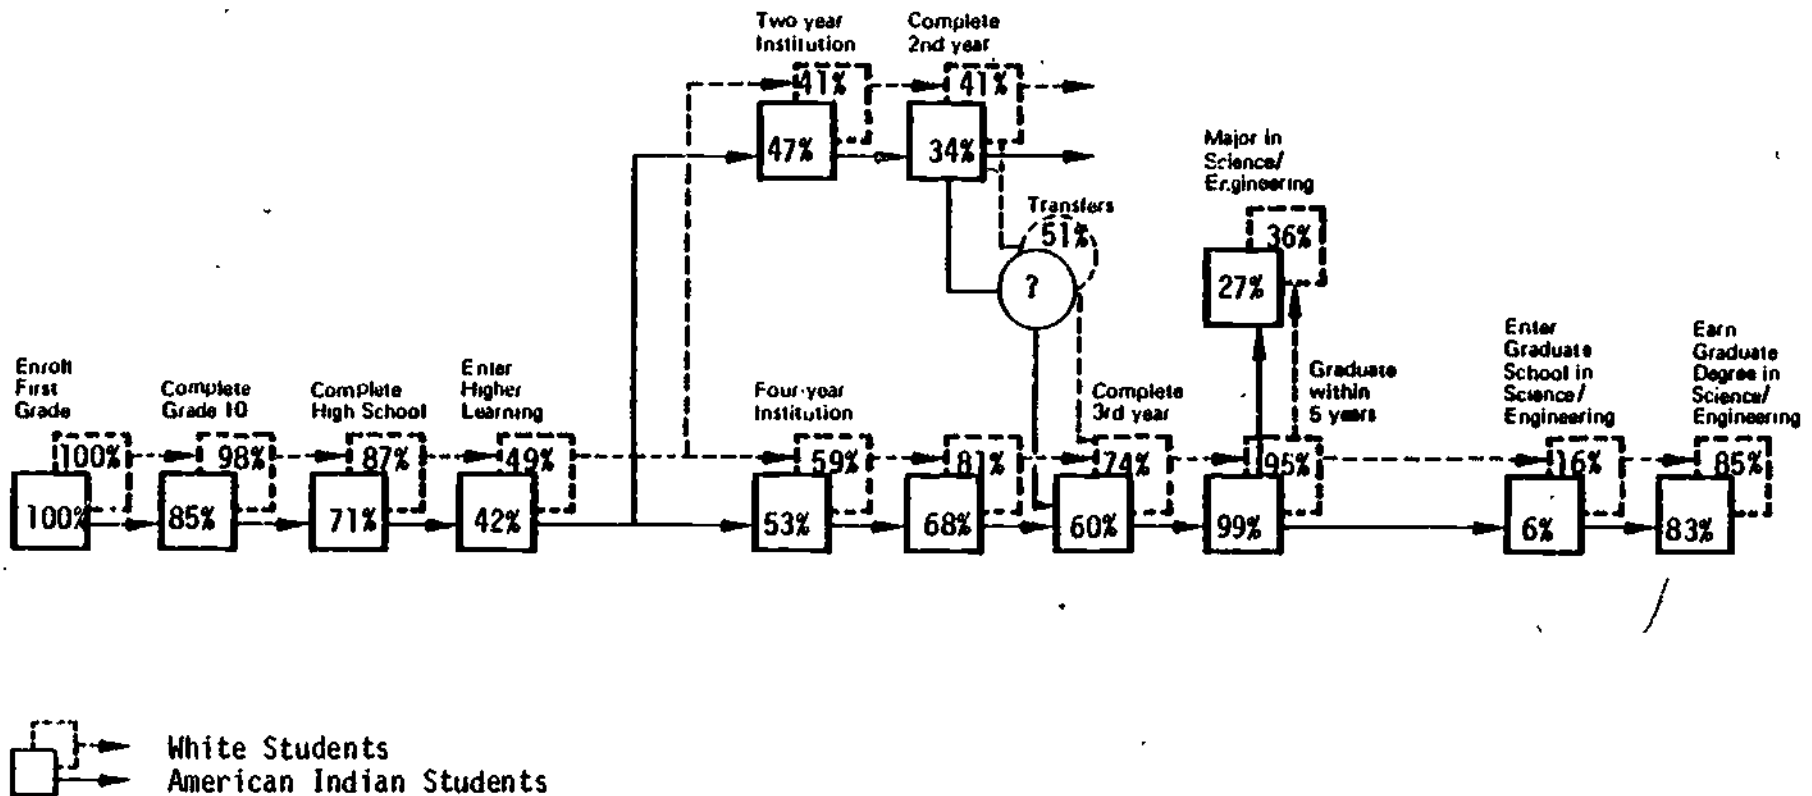 Two year
Institution
Complete
2nd year
41%
41%
47%
34%
Major in
Science/
Er.gineering
Transfers
51%
?
36%
27%
Enroll
First
Grade
Complete
Grade 10
Complete
High School
Enter
Higher
Learning
Four-year
Institution
Complete
3rd year
Graduate
within
5 years
Enter
Graduate
School in
Science/
Engineering
Earn
Graduate
Degree in
Science/
Engineering
100%
98%
87%
49%
59%
81%
74%
95%
16%
85%
100%
85%
71%
42%
53%
68%
60%
99%
6%
83%
White Students
American Indian Students